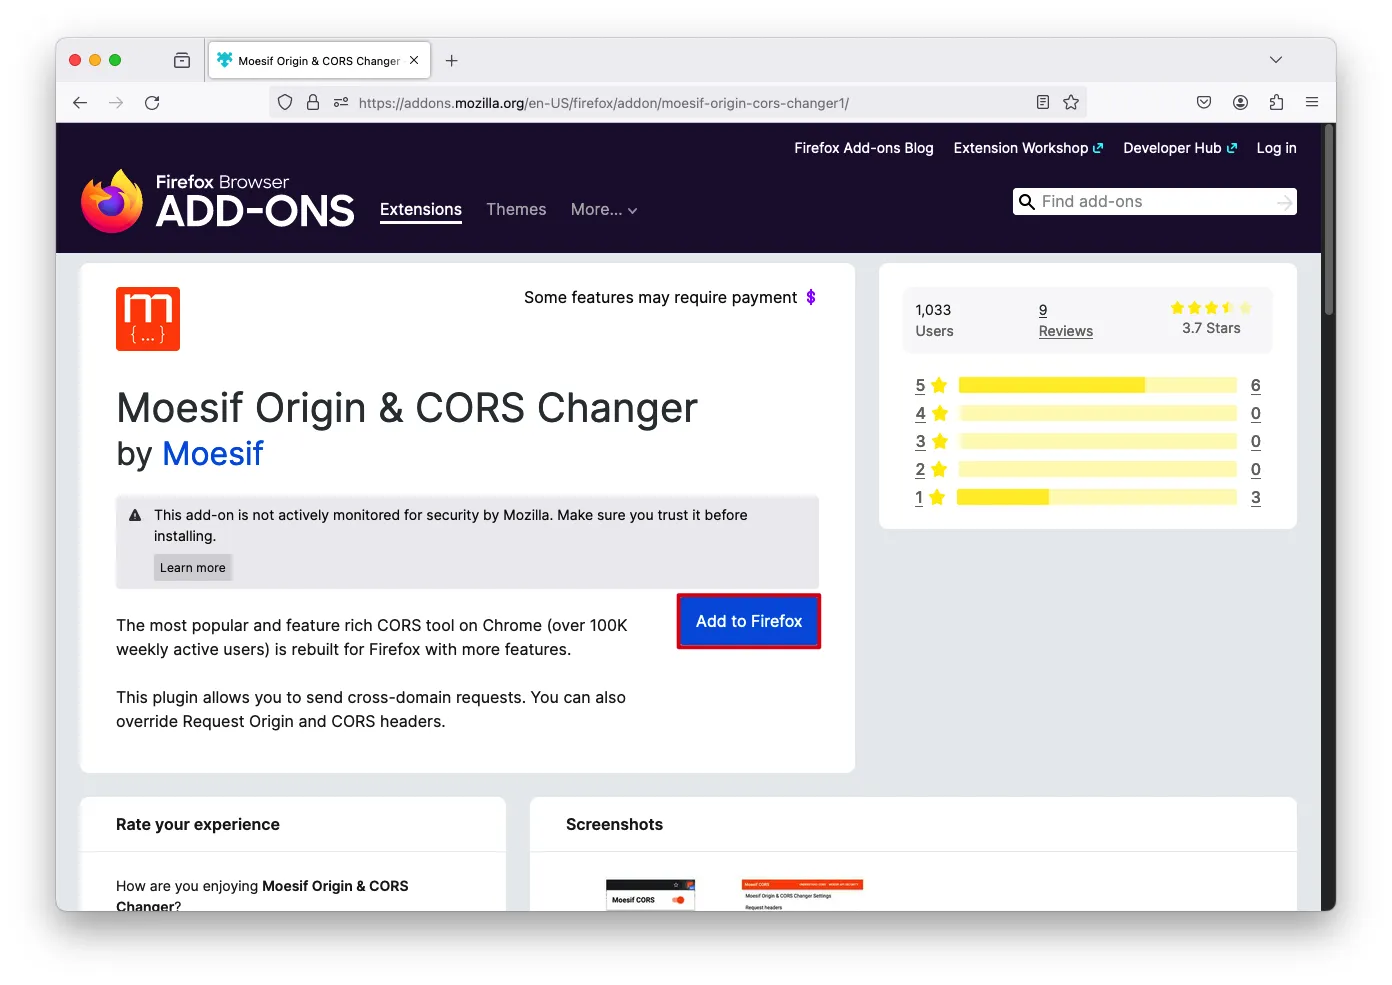 Moesif Origin & CORS Changer
https://addons.mozilla.org/en-US/firefox/addon/moesif-origin-cors-changer1/
Firefox Add-ons Blog
Extension Workshop
Developer Hub
Log in
Firefox Browser
ADD-ONS
Extensions
Themes
More...
Find add-ons
m
{...}
Some features may require payment $
Moesif Origin & CORS Changer
by Moesif
This add-on is not actively monitored for security by Mozilla. Make sure you trust it before
installing.
Learn more
The most popular and feature rich CORS tool on Chrome (over 100K
weekly active users) is rebuilt for Firefox with more features.
Add to Firefox
This plugin allows you to send cross-domain requests. You can also
override Request Origin and CORS headers.
1,033
Users
9
Reviews
3.7 Stars
5 6
4 0
3 0
2 0
1 3
Rate your experience
How are you enjoying Moesif Origin & CORS
Changer?
Screenshots
Moesif CORS
Moesif CORS
Moesif Origin & CORS Changer Settings
Request headers